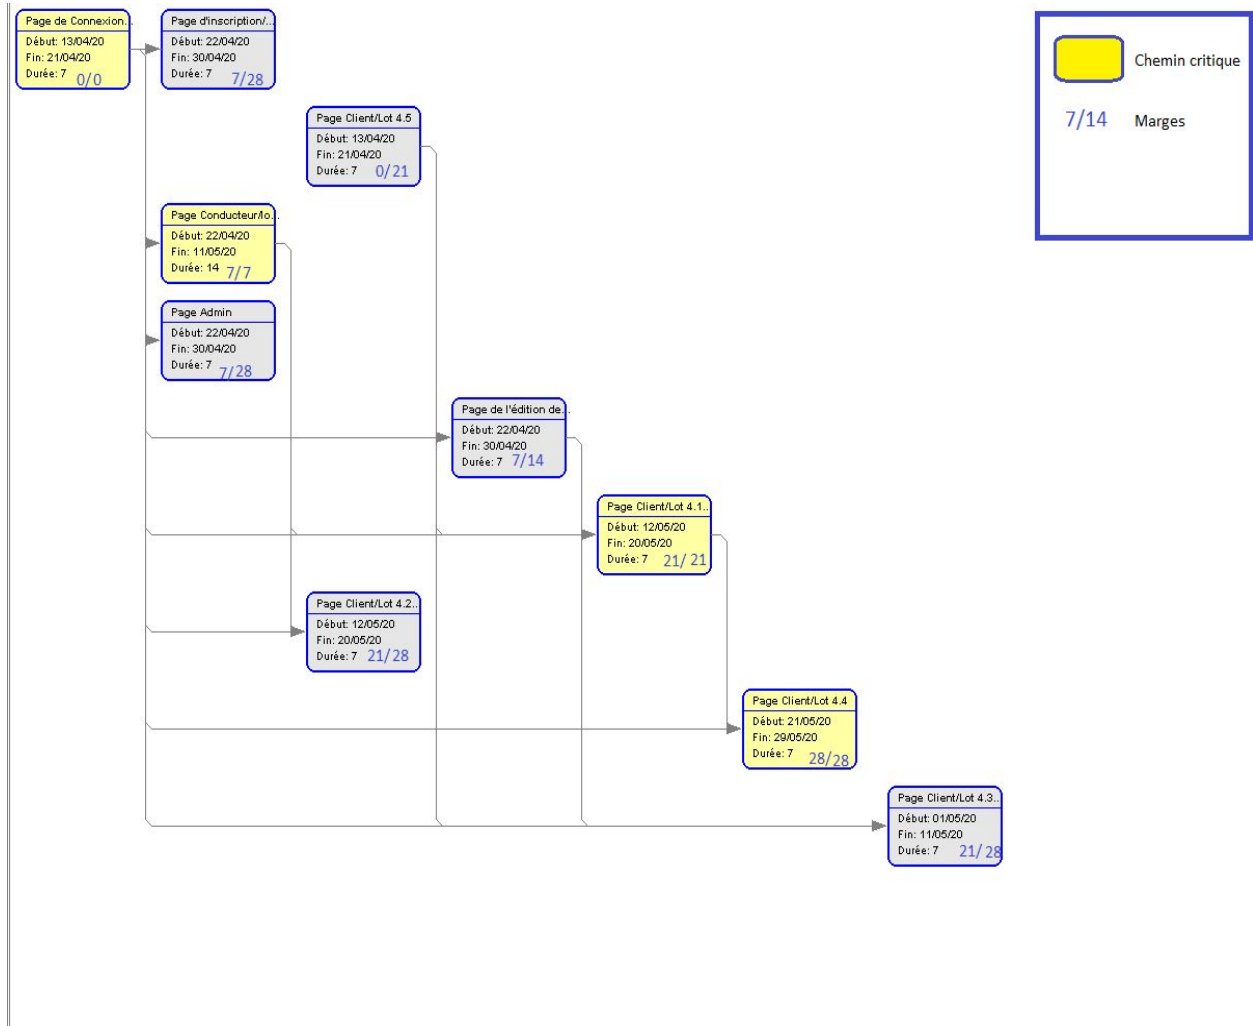 Page de Connexion...
Début: 13/04/20
Fin: 21/04/20
Durée: 7 0/0
Page d'inscription/...
Début: 22/04/20
Fin: 30/04/20
Durée: 7 7/28
Chemin critique
7/14 Marges
Page Client/Lot 4.5
Début: 13/04/20
Fin: 21/04/20
Durée: 7 0/21
Page Conducteur/lo...
Début: 22/04/20
Fin: 11/05/20
Durée: 14 7/7
Page Admin
Début: 22/04/20
Fin: 30/04/20
Durée: 7 7/28
Page de l'édition de...
Début: 22/04/20
Fin: 30/04/20
Durée: 7 7/14
Page Client/Lot 4.1...
Début: 12/05/20
Fin: 20/05/20
Durée: 7 21/21
Page Client/Lot 4.2...
Début: 12/05/20
Fin: 20/05/20
Durée: 7 21/28
Page Client/Lot 4.4
Début: 21/05/20
Fin: 29/05/20
Durée: 7 28/28
Page Client/Lot 4.3...
Début: 01/05/20
Fin: 11/05/20
Durée: 7 21/28